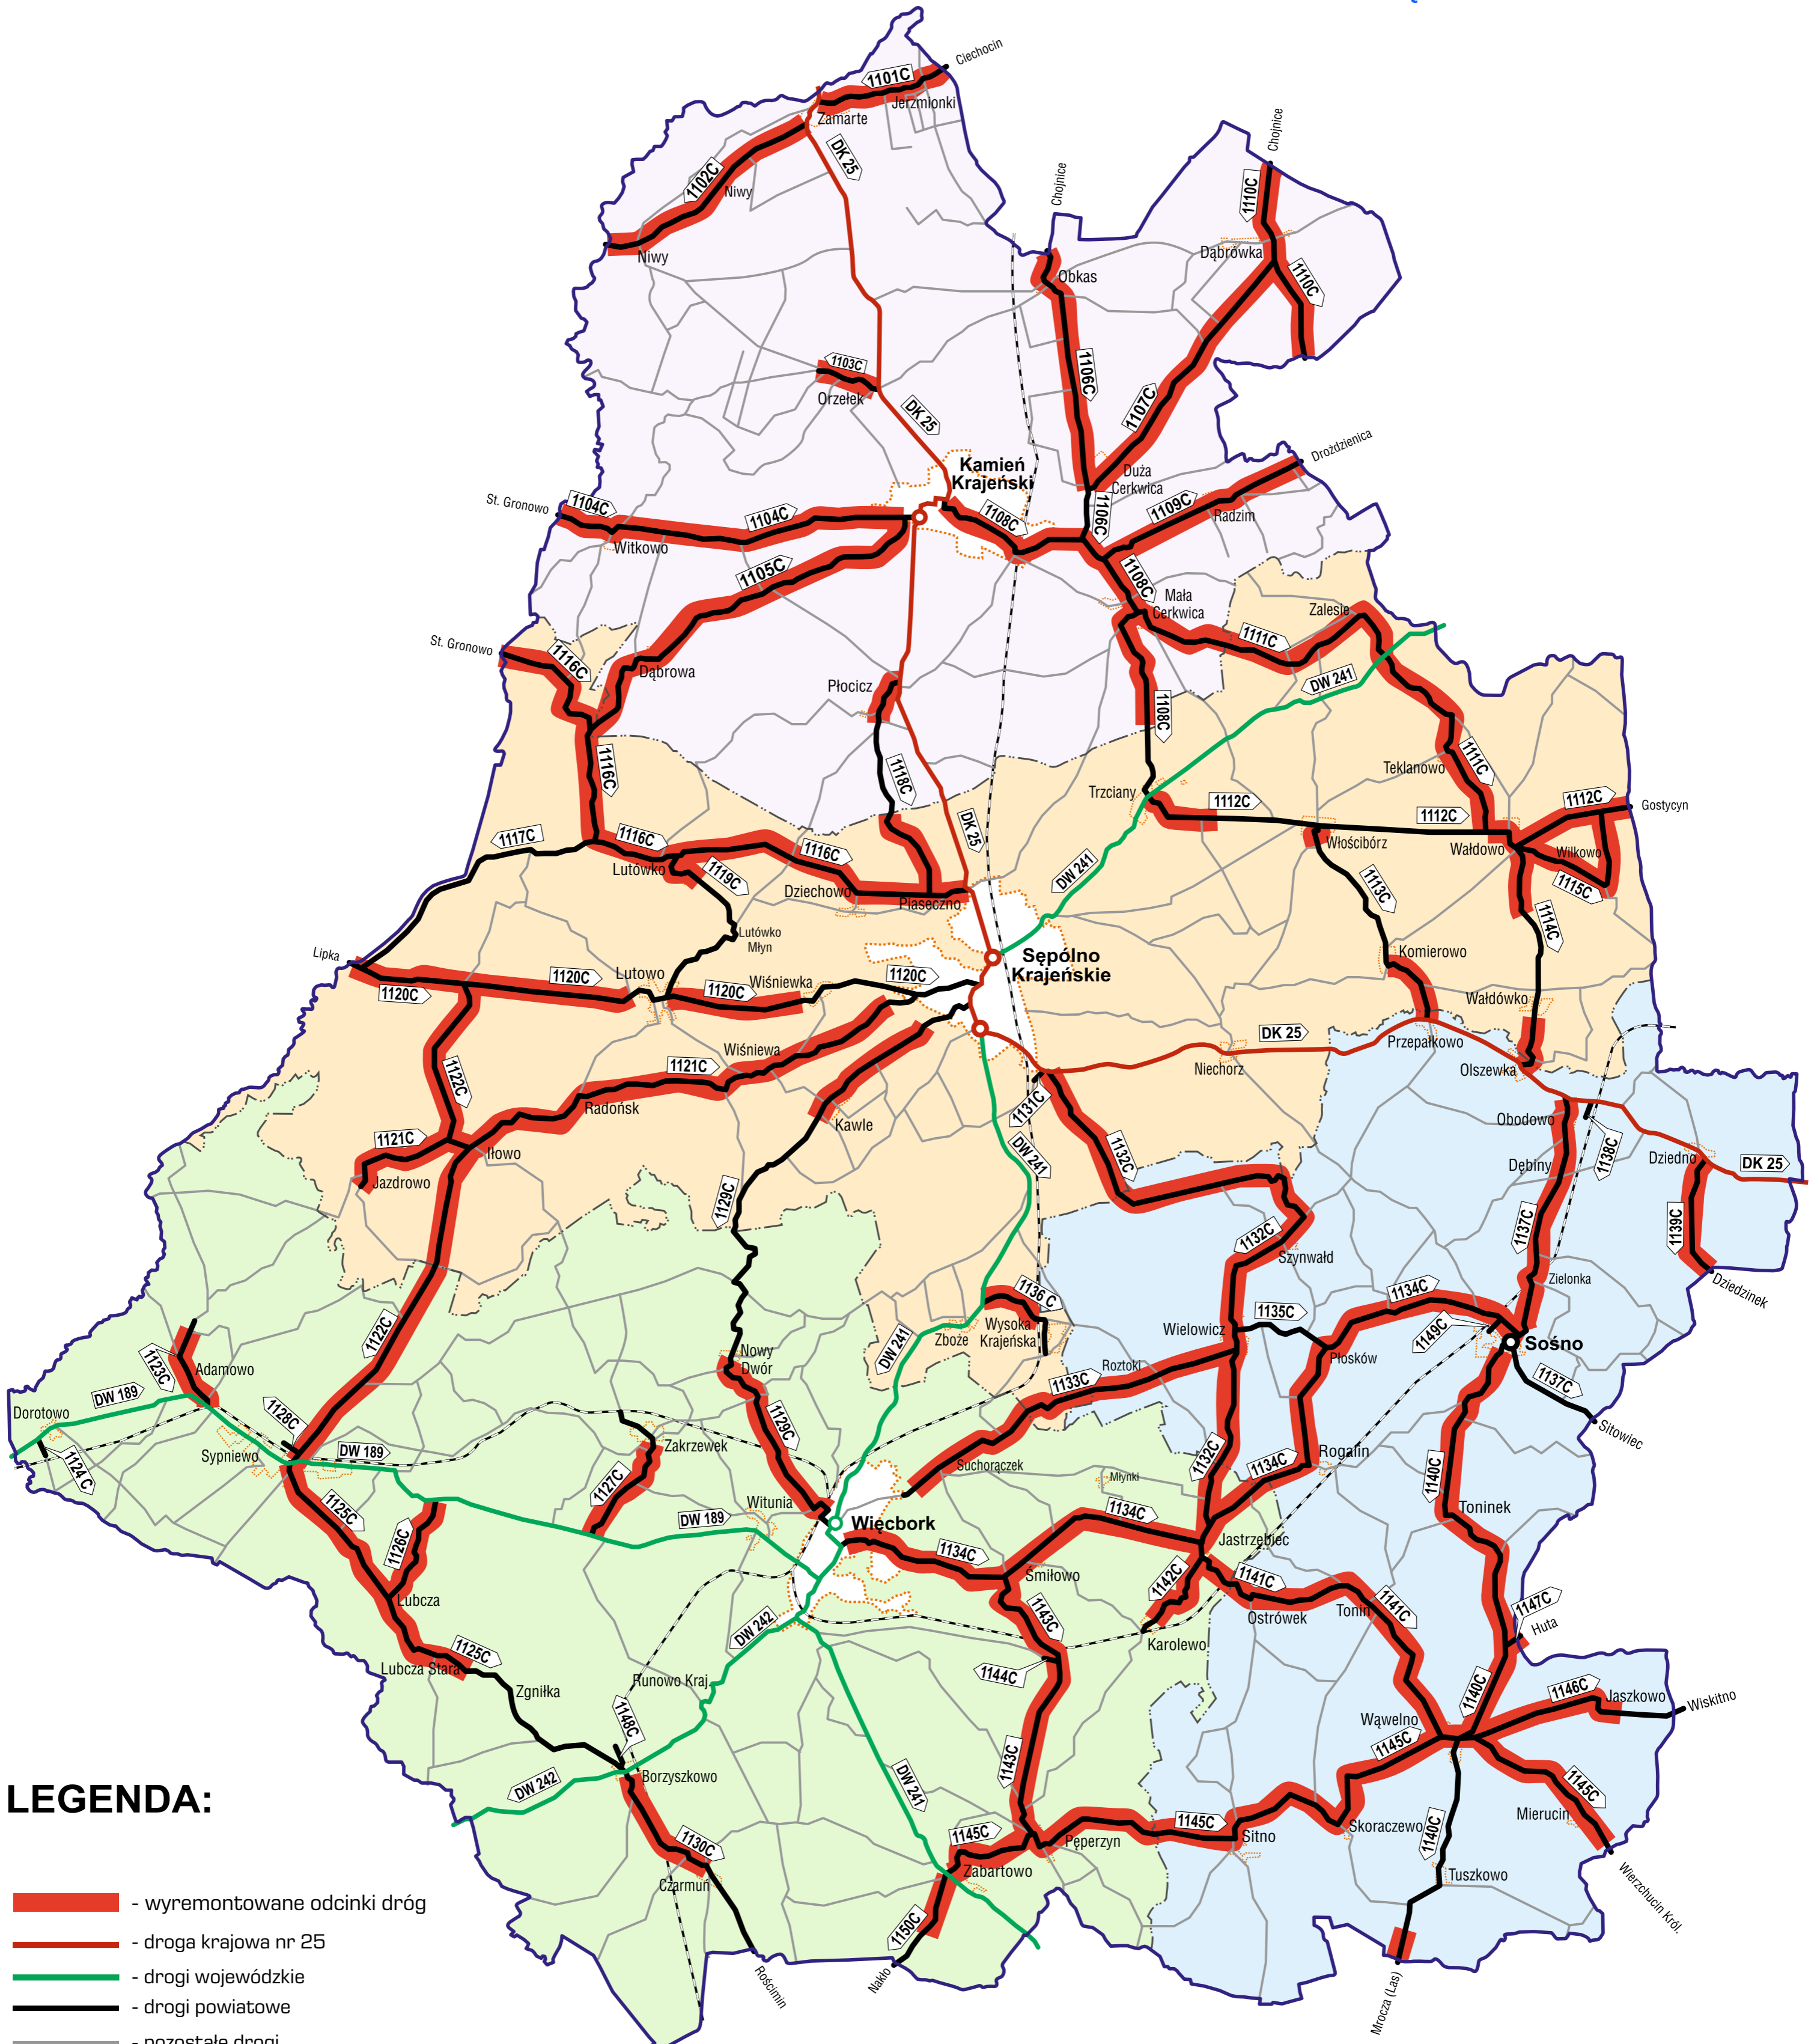 Ciechocin
1101C
Jerzmionki
Zamarte
DK 25
1102C
Niwy
Niwy
Chojnice
Chojnice
1110C
Dąbrówka
1110C
Obkas
1103C
Orzełek
DK 25
1106C
1107C
Kamień
Krajeński
Duża
Cerkwica
Drożdzienica
St. Gronowo
1104C
1104C
Witkowo
1108C
1106C
1109C
Radzim
1105C
1108C
Mała
Cerkwica
Zalesie
1111C
St. Gronowo
1116C
Dąbrowa
Płocicz
DW 241
1108C
1116C
1118C
Teklanowo
1111C
Trzciany
1112C
1112C
1112C
Gostycyn
DK 25
1117C
1116C
1116C
Lutówko
1119C
Dziechowo
Piaseczno
DW 241
Włościbórz
Wałdowo
Wilkowo
1115C
1113C
1114C
Lutówko
Młyn
Lipka
1120C
1120C
Lutowo
1120C
Wiśniewka
1120C
Sępólno
Krajeńskie
Komierowo
Wałdówko
DK 25
Przepałkowo
Niechorz
Olszewka
Wiśniewa
1121C
Radońsk
1122C
1121C
Iłowo
Jazdrowo
Kawle
1131C
DW 241
1132C
Obodowo
1138C
Dębiny
Dziedno
DK 25
1129C
1137C
1139C
1132C
Szynwałd
Zielonka
Dziedzinek
1136 C
Wysoka
Krajeńska
Zboże
DW 241
1134C
1135C
Wielowicz
1149C
Sośno
Płosków
1122C
1123C
Adamowo
DW 189
Dorotowo
Nowy
Dwór
Roztoki
1133C
1137C
Sitowiec
1128C
1129C
1124 C
Sypniewo
DW 189
Zakrzewek
1127C
Suchorączek
Młynki
1132C
1134C
Rogalin
1140C
Toninek
1125C
1126C
Witunia
DW 189
Więcbork
1134C
1134C
Jastrzębiec
Śmiłowo
1142C
1141C
Ostrówek
Tonin
1141C
Lubcza
1143C
Karolewo
1147C
Huta
DW 242
1125C
Lubcza Stara
Zgniłka
Runowo Kraj.
1144C
1140C
1146C
Jaszkowo
Wiskitno
Wąwelno
1148C
1145C
1143C
DW 242
Borzyszkowo
DW 241
1145C
Mierucin
LEGENDA:
1145C
1145C
Skoraczewo
Sitno
Pęperzyn
1140C
1130C
Czarmuń
Zabartowo
Tuszkowo
Wierzchucin Król.
1150C
Nakło
Rościmin
Mrocza (Las)
- wyremontowane odcinki dróg
- droga krajowa nr 25
- drogi wojewódzkie
- drogi powiatowe
- pozostałe drogi